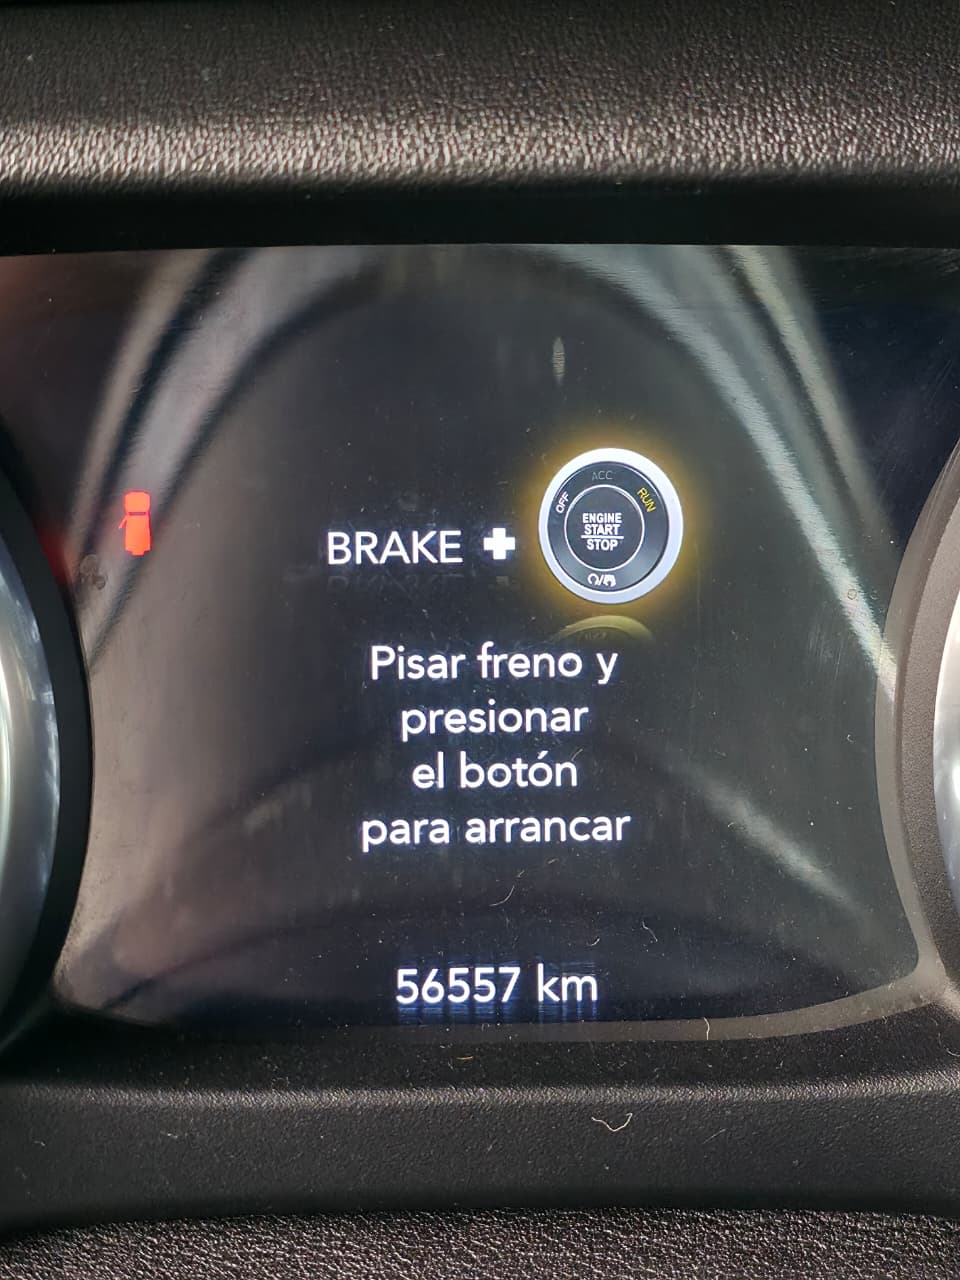 ACC
OFF RUN
ENGINE
START
STOP
BRAKE +
Pisar freno y
presionar
el botón
para arrancar
56557 km